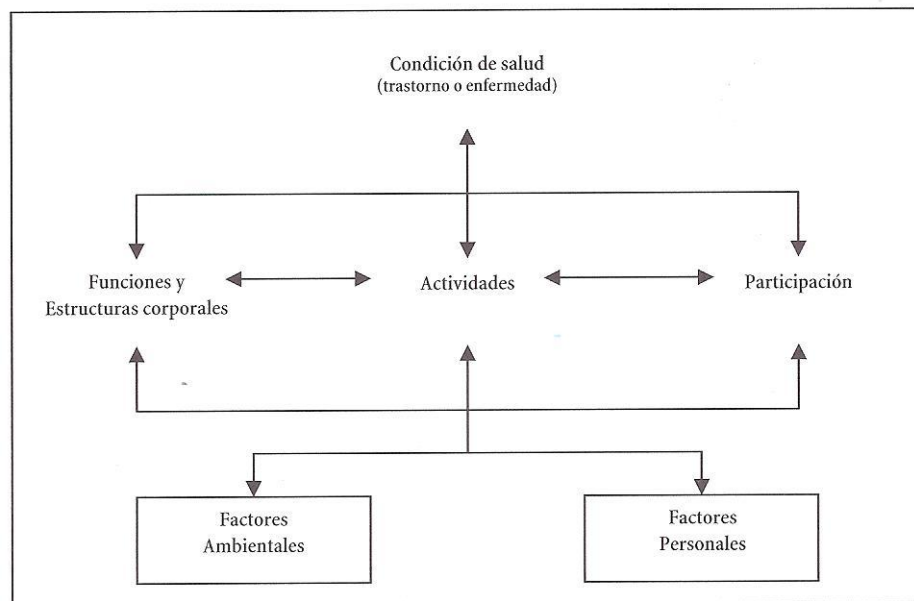 Condición de salud
(trastorno o enfermedad)
Funciones y
Estructuras corporales
Actividades
Participación
Factores
Ambientales
Factores
Personales